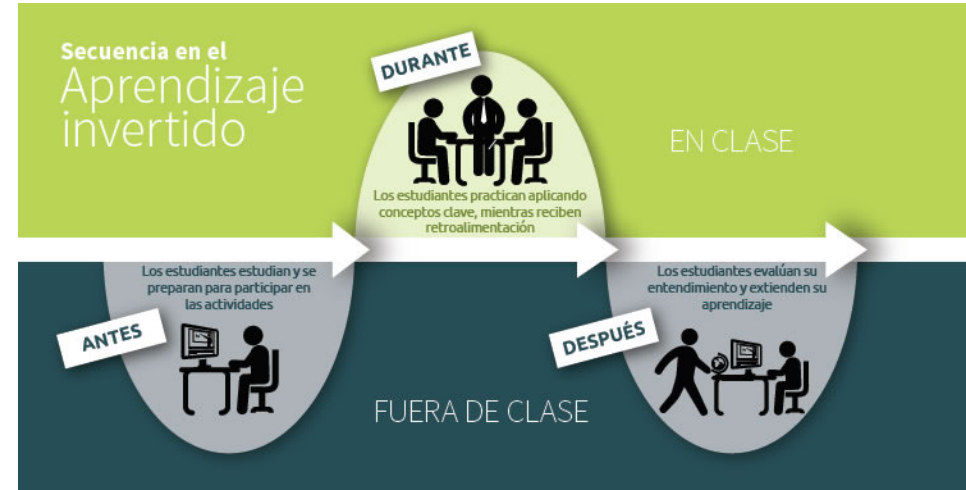 Secuencia en el
Aprendizaje
invertido
DURANTE
EN CLASE
Los estudiantes practican aplicando
conceptos clave, mientras reciben
retroalimentación
Los estudiantes estudian y se
preparan para participar en
las actividades
ANTES
Los estudiantes evalúan su
entendimiento y extienden su
aprendizaje
DESPUÉS
FUERA DE CLASE